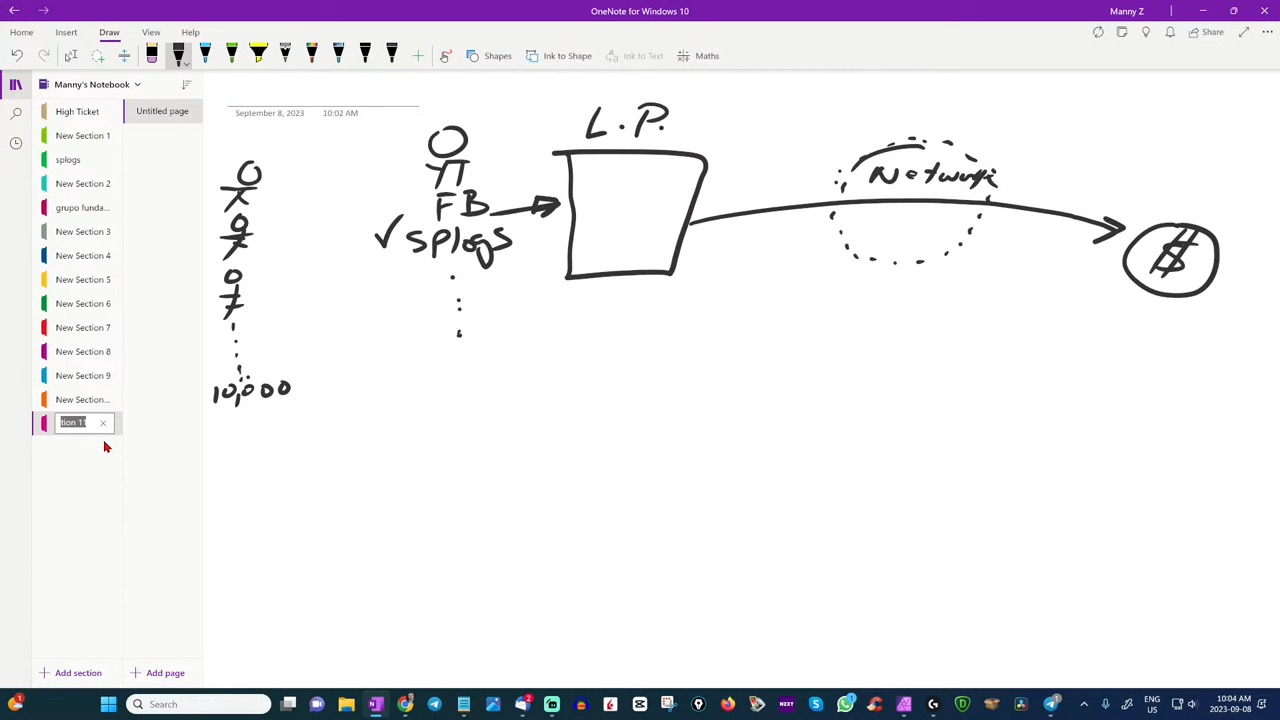 OneNote for Windows 10
Manny Z
Home
Insert
Draw
View
Help
Share
Shapes
Ink to Shape
Ink to Text
Maths
Manny's Notebook
High Ticket
New Section 1
splogs
New Section 2
grupo funda...
New Section 3
New Section 4
New Section 5
New Section 6
New Section 7
New Section 8
New Section 9
New Section...
tion 11
Untitled page
September 8, 2023
10:02 AM
L.P.
FB
✓ splogs
Network
$
10,000
Add section
Add page
Search
NZXT
ENG
US
10:04 AM
2023-09-08